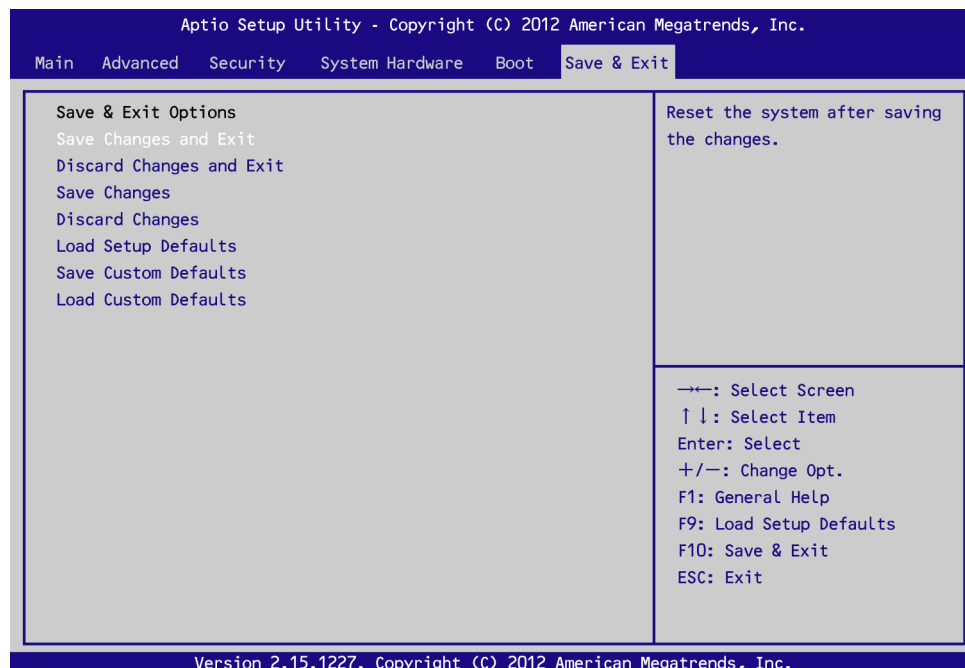 Aptio Setup Utility - Copyright (C) 2012 American Megatrends, Inc.
Main Advanced Security System Hardware Boot Save & Exit
Save & Exit Options
Save Changes and Exit
Discard Changes and Exit
Save Changes
Discard Changes
Load Setup Defaults
Save Custom Defaults
Load Custom Defaults
Reset the system after saving
the changes.
→←: Select Screen
↑↓: Select Item
Enter: Select
+/-: Change Opt.
F1: General Help
F9: Load Setup Defaults
F10: Save & Exit
ESC: Exit
Version 2.15.1227. Copyright (C) 2012 American Megatrends, Inc.